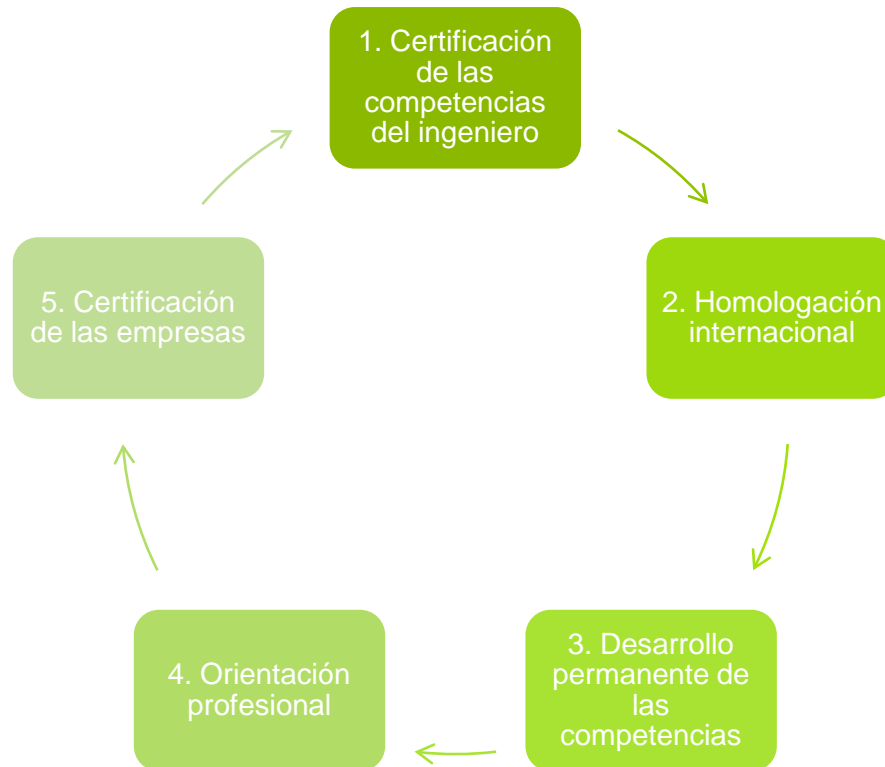 1. Certificación
de las
competencias
del ingeniero
2. Homologación
internacional
3. Desarrollo
permanente de
las
competencias
4. Orientación
profesional
5. Certificación
de las empresas